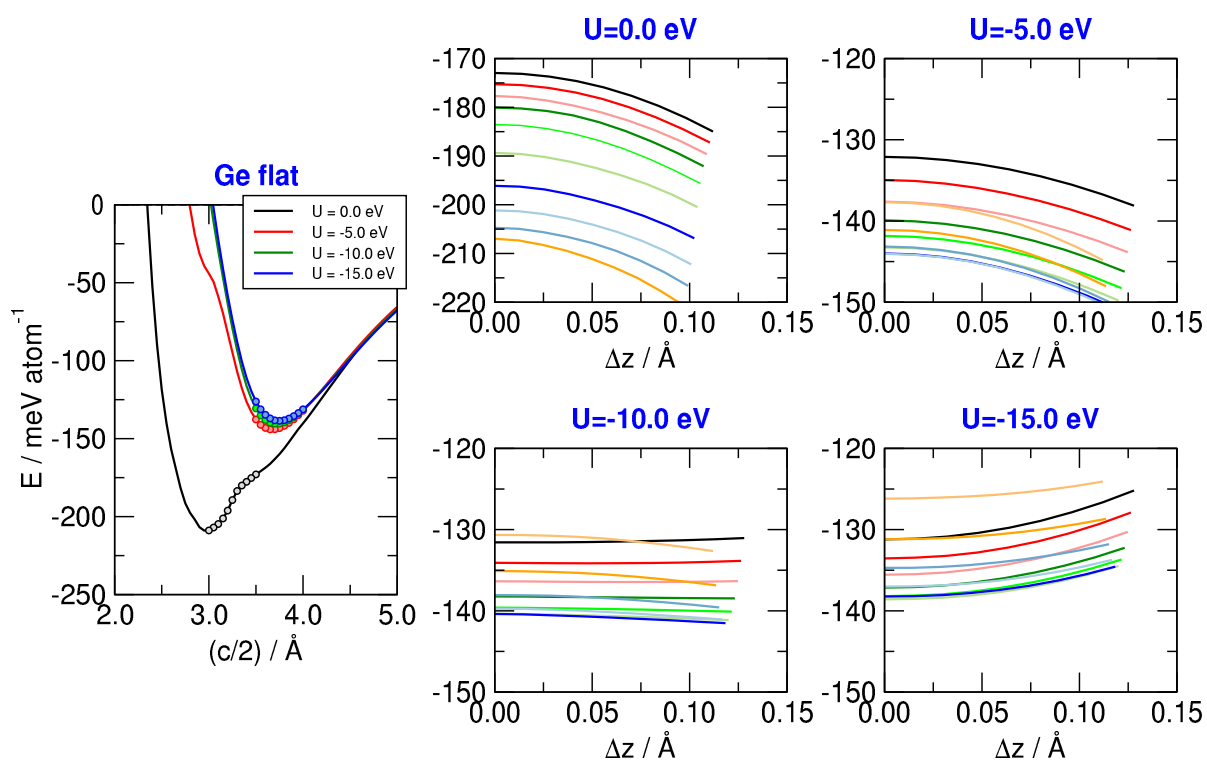 Ge flat
U = 0.0 eV
U = -5.0 eV
U = -10.0 eV
U = -15.0 eV
0
-50
-100
-150
-200
-250
2.0 3.0 4.0 5.0
E / meV atom⁻¹
(c/2) / Å
U=0.0 eV
-170
-180
-190
-200
-210
-220
0.00 0.05 0.10 0.15
Δz / Å
U=-5.0 eV
-120
-130
-140
-150
0.00 0.05 0.10 0.15
Δz / Å
U=-10.0 eV
-120
-130
-140
-150
0.00 0.05 0.10 0.15
Δz / Å
U=-15.0 eV
-120
-130
-140
-150
0.00 0.05 0.10 0.15
Δz / Å